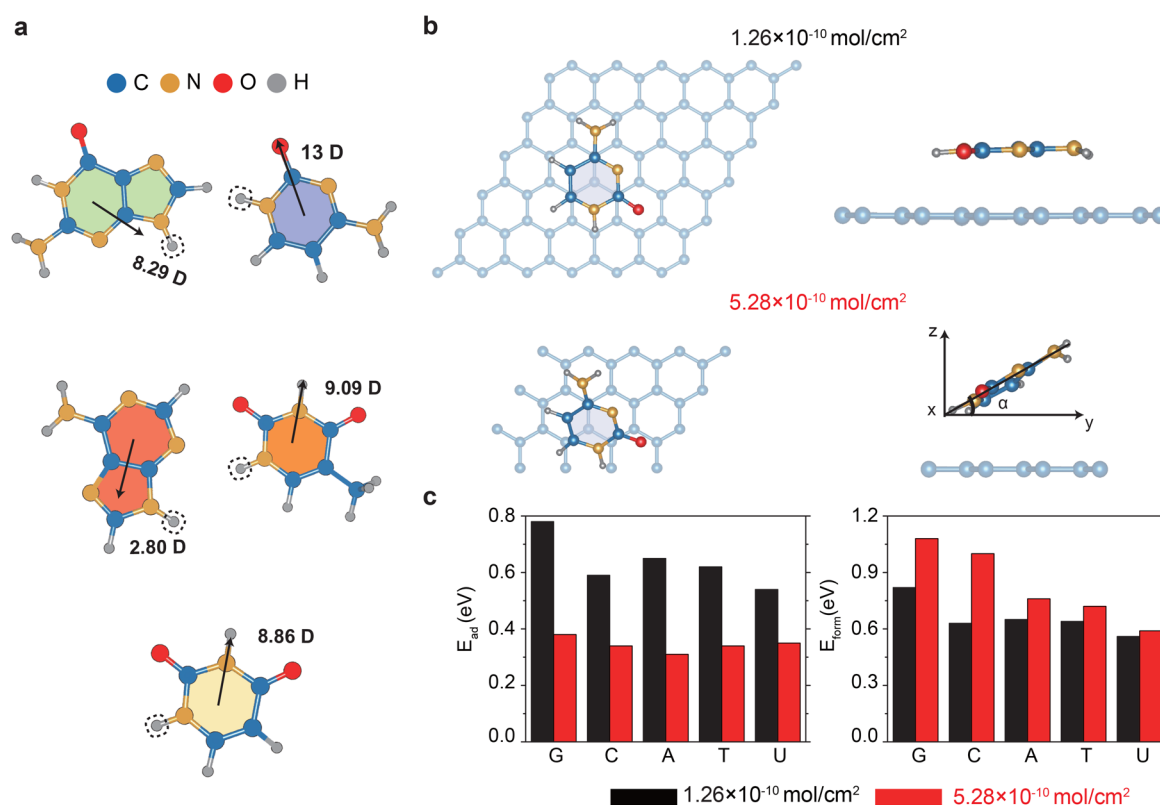 a
C N O H
13 D
8.29 D
9.09 D
2.80 D
8.86 D
b
1.26×10⁻¹⁰ mol/cm²
5.28×10⁻¹⁰ mol/cm²
z
α
x
y
c
E_ad (eV)
0.8
0.6
0.4
0.2
0.0
G C A T U
E_form (eV)
1.2
0.9
0.6
0.3
0.0
G C A T U
1.26×10⁻¹⁰ mol/cm² 5.28×10⁻¹⁰ mol/cm²